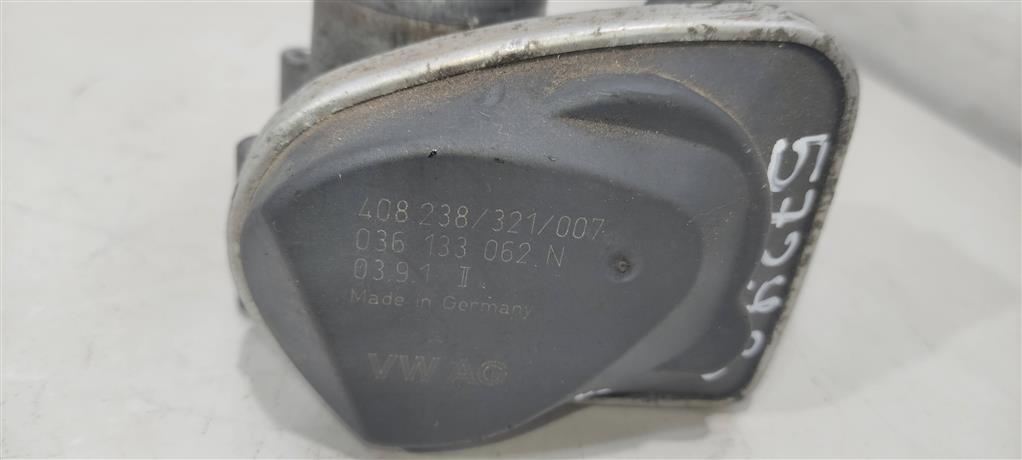 408 238/321/007
036 133 062 N
03.9.1 II
Made in Germany
VW AG